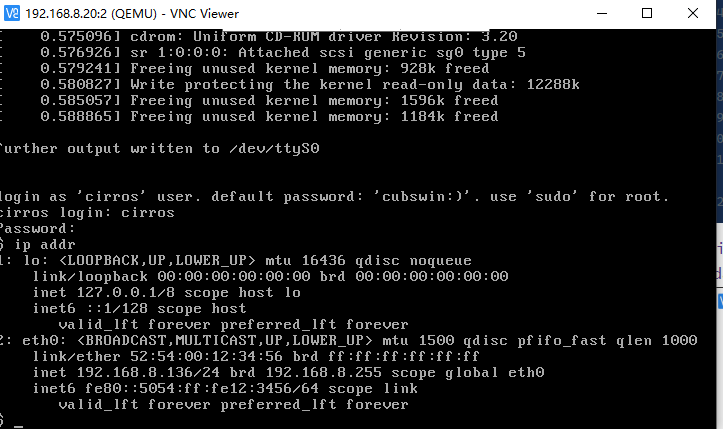 192.168.8.20:2 (QEMU) - VNC Viewer
[    0.575096] cdrom: Uniform CD-ROM driver Revision: 3.20
[    0.576926] sr 1:0:0:0: Attached scsi generic sg0 type 5
[    0.579241] Freeing unused kernel memory: 928k freed
[    0.580827] Write protecting the kernel read-only data: 12288k
[    0.585057] Freeing unused kernel memory: 1596k freed
[    0.588865] Freeing unused kernel memory: 1184k freed
further output written to /dev/ttyS0
login as 'cirros' user. default password: 'cubswin:)'. use 'sudo' for root.
cirros login: cirros
Password:
$ ip addr
1: lo: <LOOPBACK,UP,LOWER_UP> mtu 16436 qdisc noqueue
    link/loopback 00:00:00:00:00:00 brd 00:00:00:00:00:00
    inet 127.0.0.1/8 scope host lo
    inet6 ::1/128 scope host
       valid_lft forever preferred_lft forever
2: eth0: <BROADCAST,MULTICAST,UP,LOWER_UP> mtu 1500 qdisc pfifo_fast qlen 1000
    link/ether 52:54:00:12:34:56 brd ff:ff:ff:ff:ff:ff
    inet 192.168.8.136/24 brd 192.168.8.255 scope global eth0
    inet6 fe80::5054:ff:fe12:3456/64 scope link
       valid_lft forever preferred_lft forever
$ _